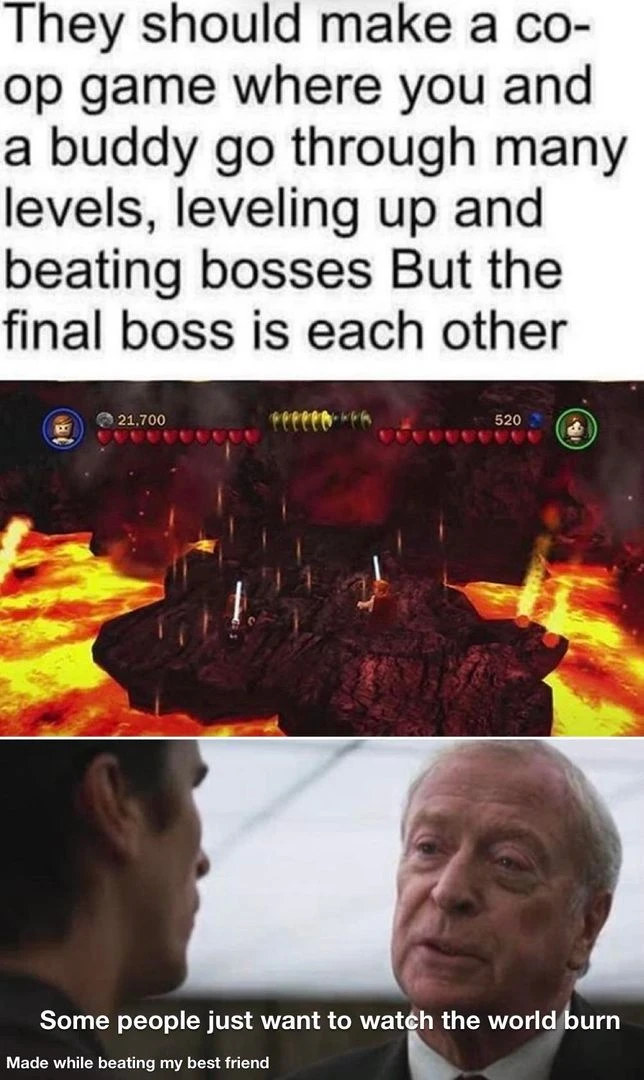 They should make a co-
op game where you and
a buddy go through many
levels, leveling up and
beating bosses But the
final boss is each other
21,700
520
Some people just want to watch the world burn
Made while beating my best friend